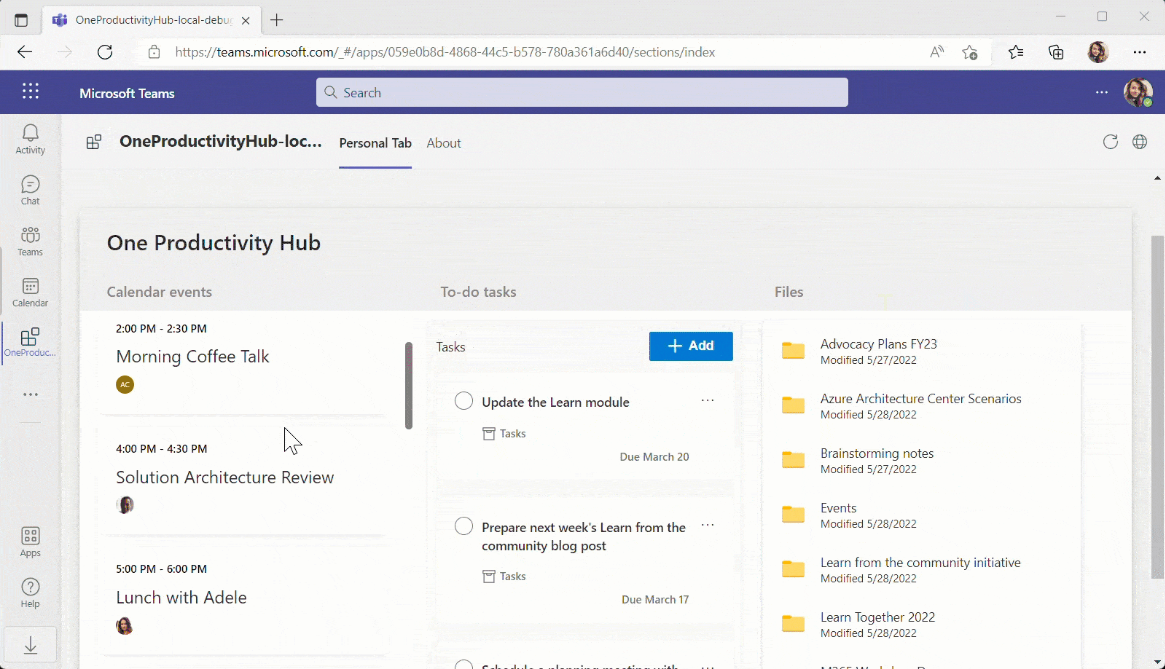 OneProductivityHub-local-debug
https://teams.microsoft.com/_#/apps/059e0b8d-4868-44c5-b578-780a361a6d40/sections/index
Microsoft Teams
Search
Activity
Chat
Teams
Calendar
OneProduc...
Apps
Help
OneProductivityHub-loc...
Personal Tab
About
One Productivity Hub
Calendar events
To-do tasks
Files
2:00 PM - 2:30 PM
Morning Coffee Talk
AC
4:00 PM - 4:30 PM
Solution Architecture Review
5:00 PM - 6:00 PM
Lunch with Adele
Tasks
+ Add
Update the Learn module
...
Tasks
Due March 20
Prepare next week's Learn from the
...
community blog post
Tasks
Due March 17
Schedule a planning meeting with
Advocacy Plans FY23
Modified 5/27/2022
Azure Architecture Center Scenarios
Modified 5/28/2022
Brainstorming notes
Modified 5/27/2022
Events
Modified 5/28/2022
Learn from the community initiative
Modified 5/28/2022
Learn Together 2022
Modified 5/28/2022